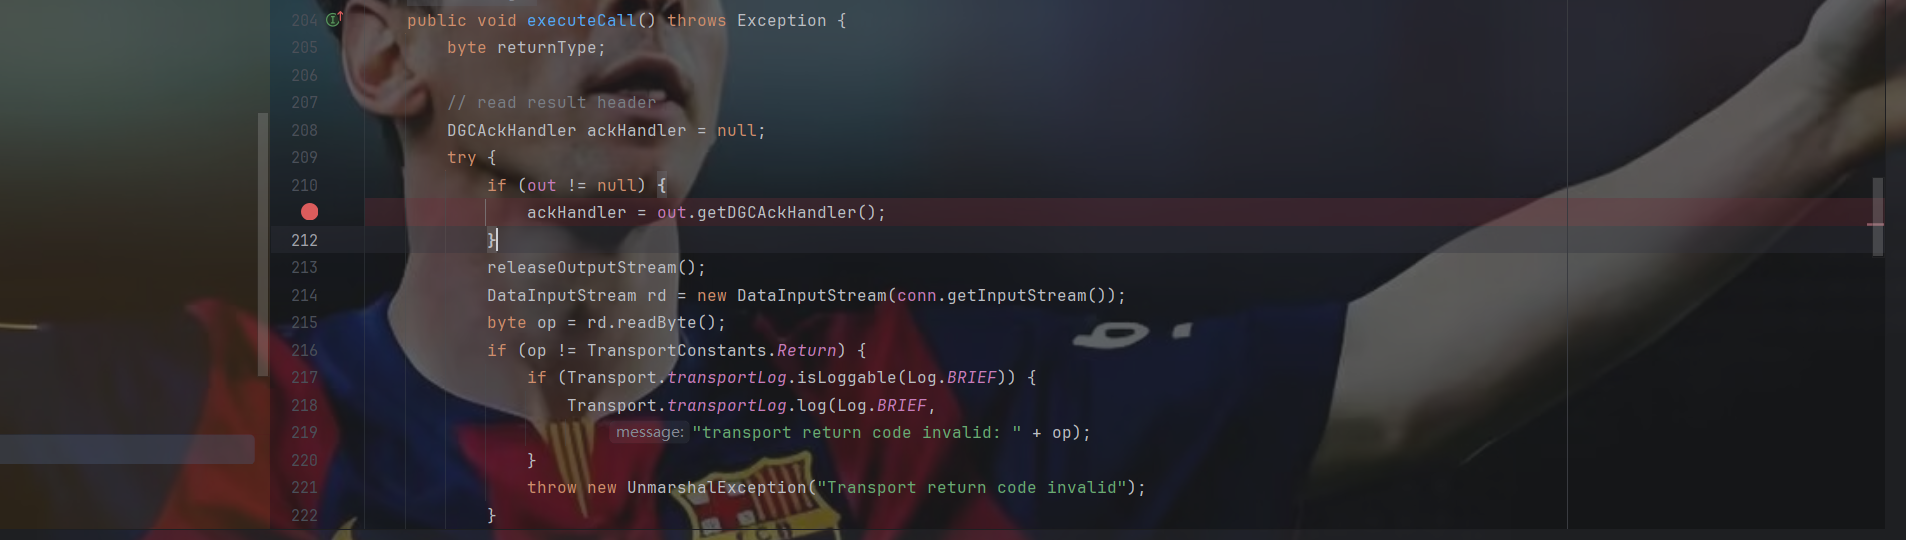 204 public void executeCall() throws Exception {
205 byte returnType;
206
207 // read result header
208 DGCAckHandler ackHandler = null;
209 try {
210 if (out != null) {
ackHandler = out.getDGCAckHandler();
212 }
213 releaseOutputStream();
214 DataInputStream rd = new DataInputStream(conn.getInputStream());
215 byte op = rd.readByte();
216 if (op != TransportConstants.Return) {
217 if (Transport.transportLog.isLoggable(Log.BRIEF)) {
218 Transport.transportLog.log(Log.BRIEF,
219 message: "transport return code invalid: " + op);
220 }
221 throw new UnmarshalException("Transport return code invalid");
222 }